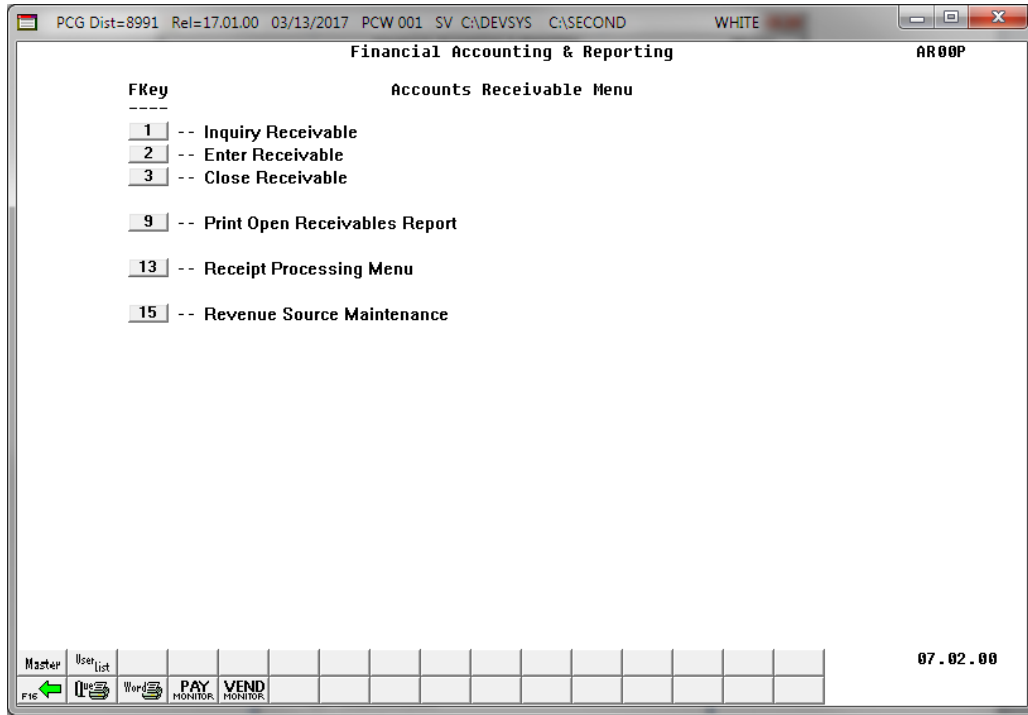 PCG Dist=8991 Rel=17.01.00 03/13/2017 PCW 001 SV C:\DEVSYS C:\SECOND WHITE
Financial Accounting & Reporting AR00P
FKey Accounts Receivable Menu
----
1 -- Inquiry Receivable
2 -- Enter Receivable
3 -- Close Receivable
9 -- Print Open Receivables Report
13 -- Receipt Processing Menu
15 -- Revenue Source Maintenance
Master User List 07.02.00
F16 Que Word PAY MONITOR VEND MONITOR